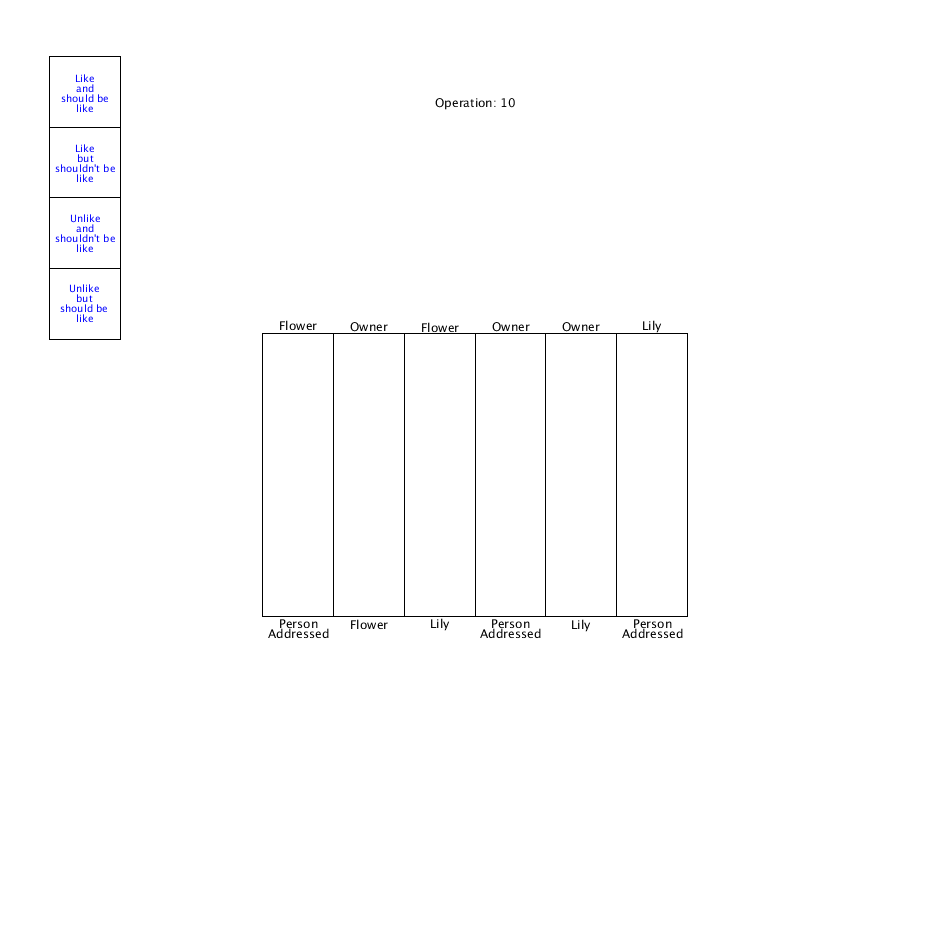 Like
and
should be
like
Like
but
shouldn't be
like
Unlike
and
shouldn't be
like
Unlike
but
should be
like
Operation: 10
Flower Owner Flower Owner Owner Lily
Person Addressed Flower Lily Person Addressed Lily Person Addressed